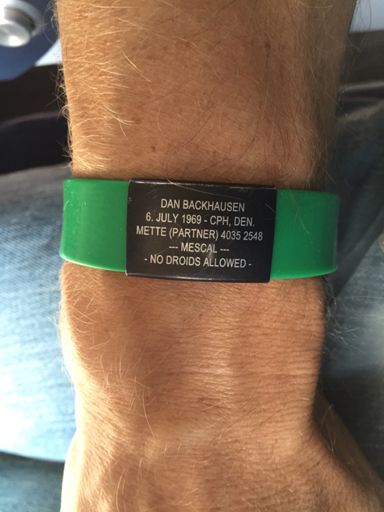 DAN BACKHAUSEN
6. JULY 1969 - CPH, DEN.
METTE (PARTNER) 4035 2548
--- MESCAL ---
- NO DROIDS ALLOWED -